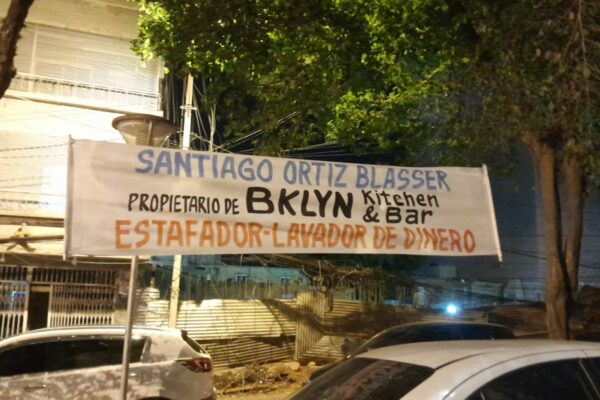 SANTIAGO ORTIZ BLASSER
PROPIETARIO DE BKLYN Kitchen & Bar
ESTAFADOR-LAVADOR DE DINERO